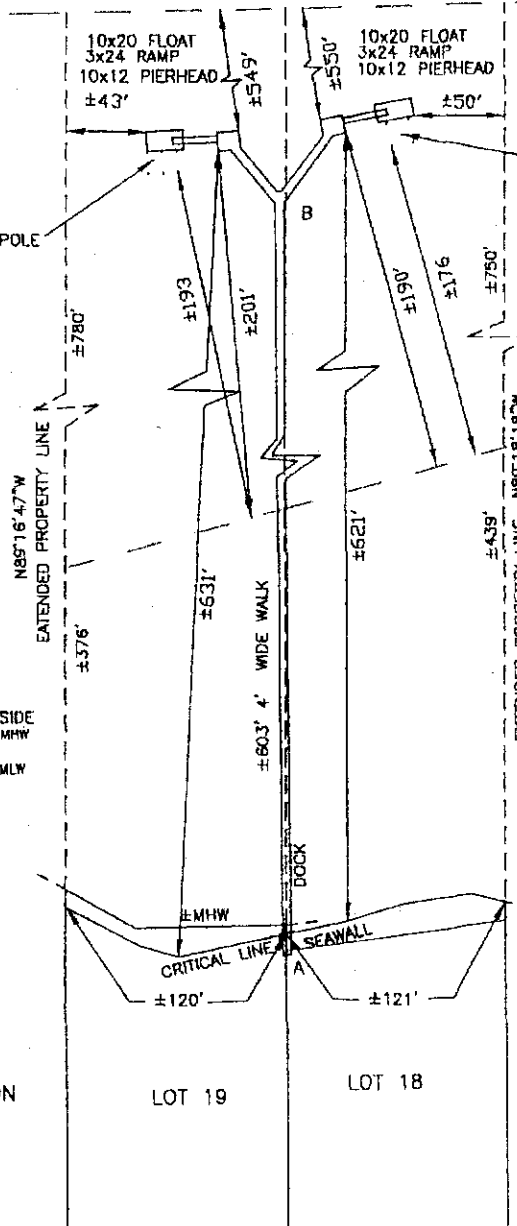 10x20 FLOAT
3x24 RAMP
10x12 PIERHEAD
±43'
±549'
±550'
10x20 FLOAT
3x24 RAMP
10x12 PIERHEAD
±50'
POLE
B
±780'
±193
±201'
±190'
±176
±750'
N89°16'47"W
EATENDED PROPERTY LINE
±376'
±631'
±603' 4' WIDE WALK
±621'
±439'
SIDE
MHW
MLW
DOCK
±MHW
CRITICAL LINE
SEAWALL
A
±120'
±121'
ON
LOT 19
LOT 18